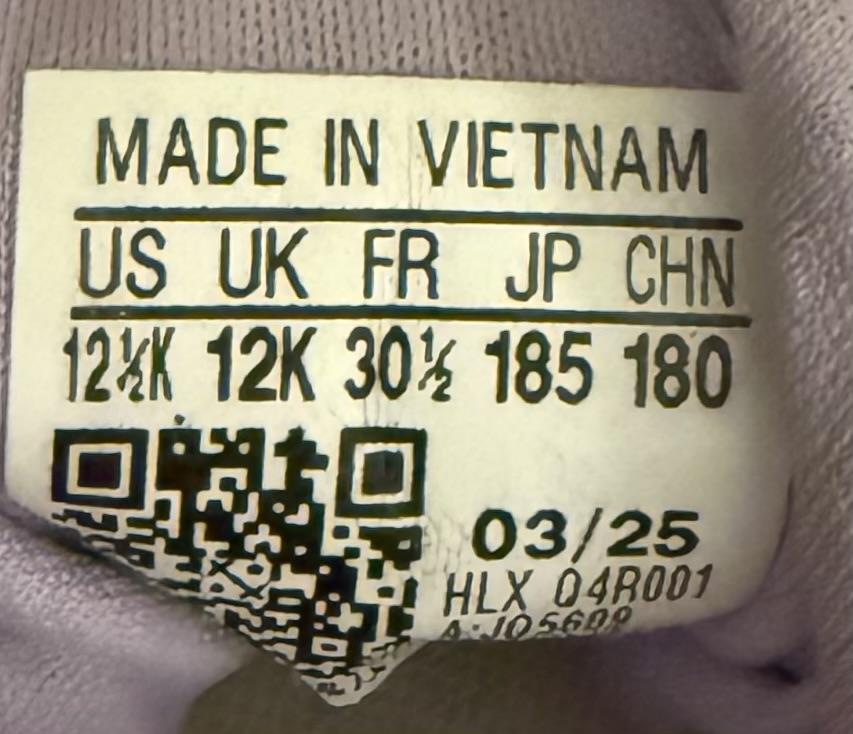 MADE IN VIETNAM
US UK FR JP CHN
12½K 12K 30½ 185 180
03/25
HLX 04R001